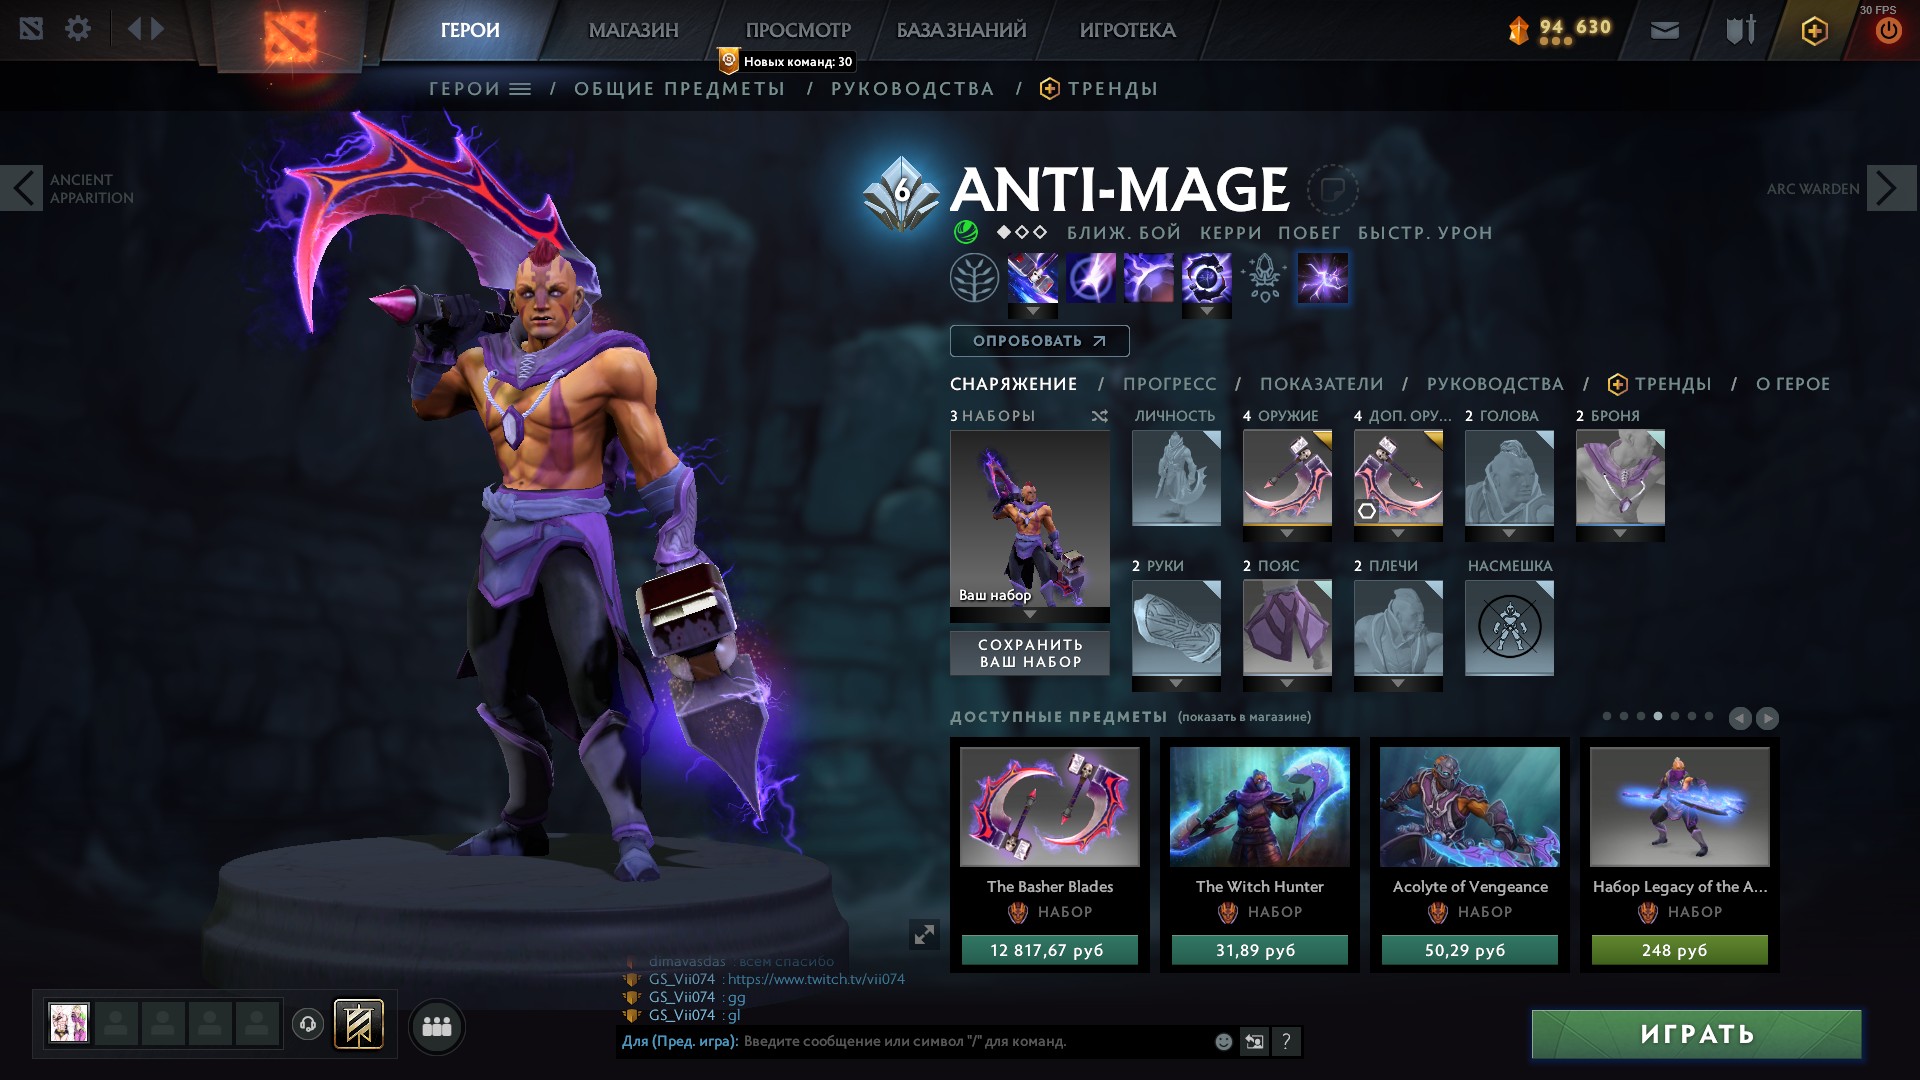 30 FPS
ГЕРОИ
МАГАЗИН
ПРОСМОТР
БАЗА ЗНАНИЙ
ИГРОТЕКА
94 630
Новых команд: 30
ГЕРОИ / ОБЩИЕ ПРЕДМЕТЫ / РУКОВОДСТВА / ТРЕНДЫ
ANCIENT
APPARITION
ARC WARDEN
6
ANTI-MAGE
БЛИЖ. БОЙ КЕРРИ ПОБЕГ БЫСТР. УРОН
ОПРОБОВАТЬ
СНАРЯЖЕНИЕ / ПРОГРЕСС / ПОКАЗАТЕЛИ / РУКОВОДСТВА / ТРЕНДЫ / О ГЕРОЕ
3 НАБОРЫ
ЛИЧНОСТЬ
4 ОРУЖИЕ
4 ДОП. ОРУ...
2 ГОЛОВА
2 БРОНЯ
Ваш набор
СОХРАНИТЬ
ВАШ НАБОР
2 РУКИ
2 ПОЯС
2 ПЛЕЧИ
НАСМЕШКА
ДОСТУПНЫЕ ПРЕДМЕТЫ (показать в магазине)
The Basher Blades
НАБОР
12 817,67 руб
The Witch Hunter
НАБОР
31,89 руб
Acolyte of Vengeance
НАБОР
50,29 руб
Набор Legacy of the A...
НАБОР
248 руб
dimavasdas : всем спасибо
GS_Vii074 : https://www.twitch.tv/vii074
GS_Vii074 : gg
GS_Vii074 : gl
Для (Пред. игра): Введите сообщение или символ "/" для команд.
?
ИГРАТЬ